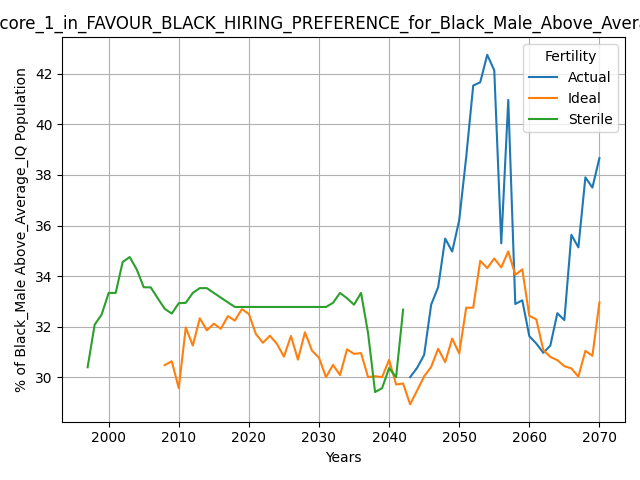 core_1_in_FAVOUR_BLACK_HIRING_PREFERENCE_for_Black_Male_Above_Avera
% of Black_Male Above_Average_IQ Population
42
40
38
36
34
32
30
Fertility
Actual
Ideal
Sterile
2000 2010 2020 2030 2040 2050 2060 2070
Years